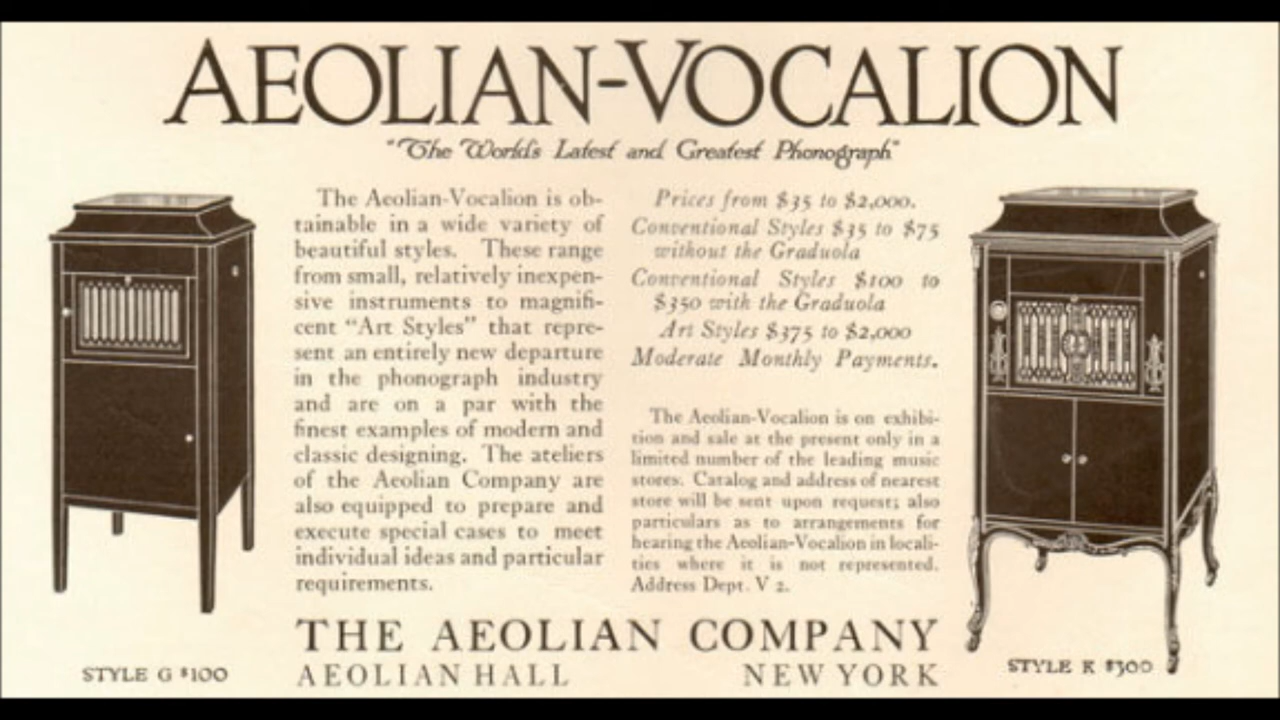 AEOLIAN-VOCALION
"The World's Latest and Greatest Phonograph"
The Aeolian-Vocalion is ob-
tainable in a wide variety of
beautiful styles. These range
from small, relatively inexpen-
sive instruments to magnifi-
cent "Art Styles" that repre-
sent an entirely new departure
in the phonograph industry
and are on a par with the
finest examples of modern and
classic designing. The ateliers
of the Aeolian Company are
also equipped to prepare and
execute special cases to meet
individual ideas and particular
requirements.
Prices from $35 to $2,000.
Conventional Styles $35 to $75
without the Graduola
Conventional Styles $100 to
$350 with the Graduola
Art Styles $375 to $2,000
Moderate Monthly Payments.
The Aeolian-Vocalion is on exhibi-
tion and sale at the present only in a
limited number of the leading music
stores. Catalog and address of nearest
store will be sent upon request; also
particulars as to arrangements for
hearing the Aeolian-Vocalion in locali-
ties where it is not represented.
Address Dept. V 2.
THE AEOLIAN COMPANY
AEOLIAN HALL NEW YORK
STYLE G $100
STYLE K $300